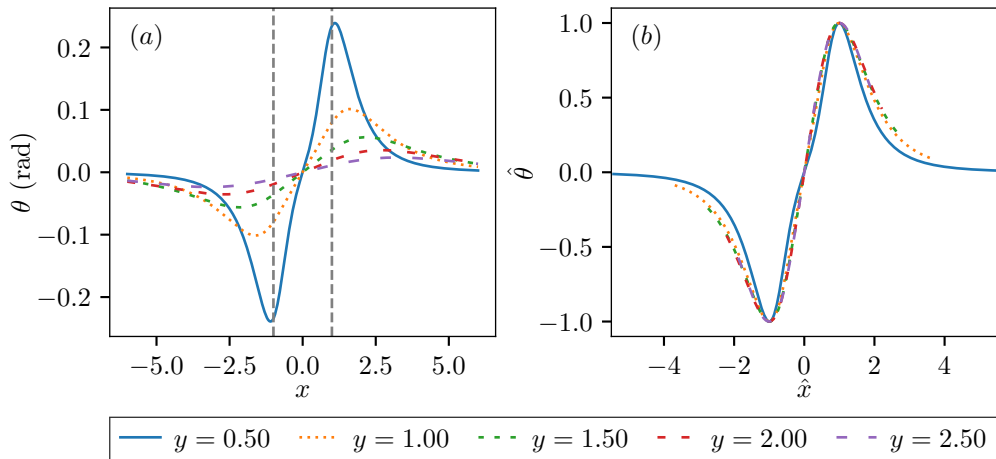 (a)
θ (rad)
0.2
0.1
0.0
−0.1
−0.2
−5.0 −2.5 0.0 2.5 5.0
x
(b)
θ̂
1.0
0.5
0.0
−0.5
−1.0
−4 −2 0 2 4
x̂
y = 0.50 y = 1.00 y = 1.50 y = 2.00 y = 2.50